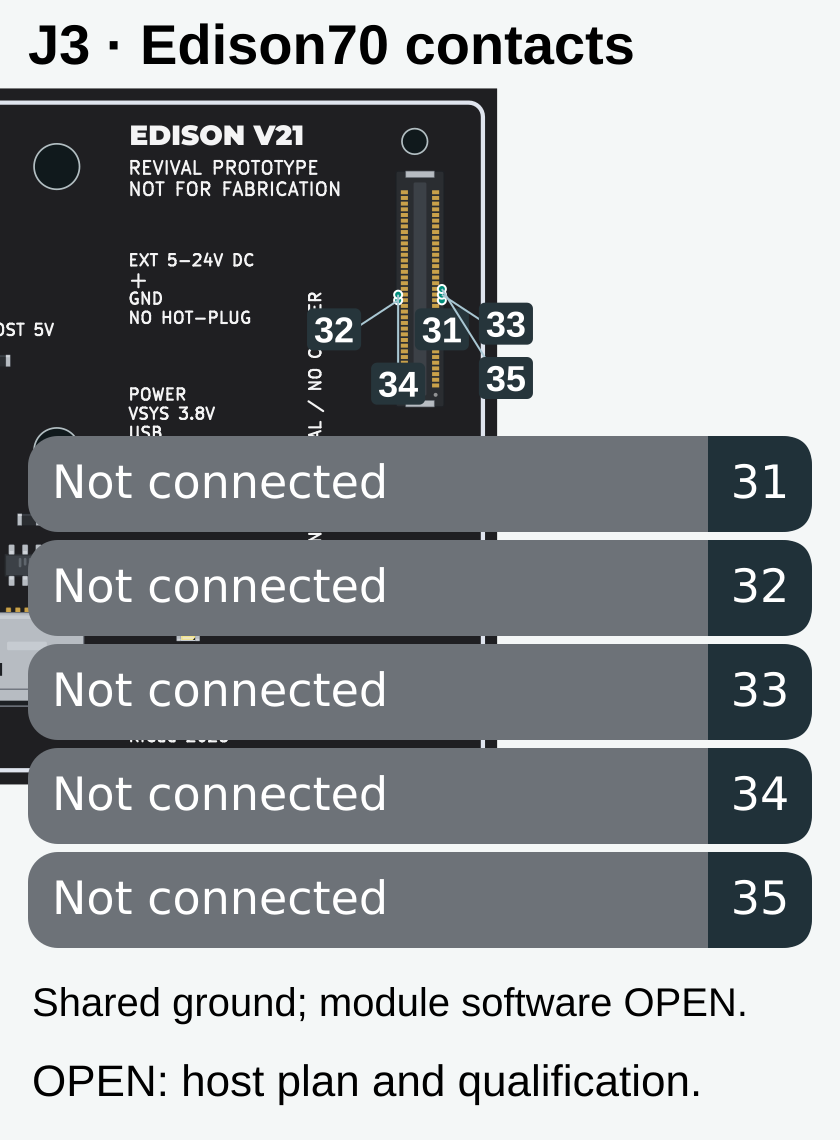 J3 · Edison70 contacts
EDISON V21
REVIVAL PROTOTYPE
NOT FOR FABRICATION
EXT 5–24V DC
+
GND
NO HOT–PLUG
5V
32
31
33
34
35
POWER
VSYS 3.8V
USB
/ NO
Not connected 31
Not connected 32
Not connected 33
Not connected 34
Not connected 35
Shared ground; module software OPEN.
OPEN: host plan and qualification.